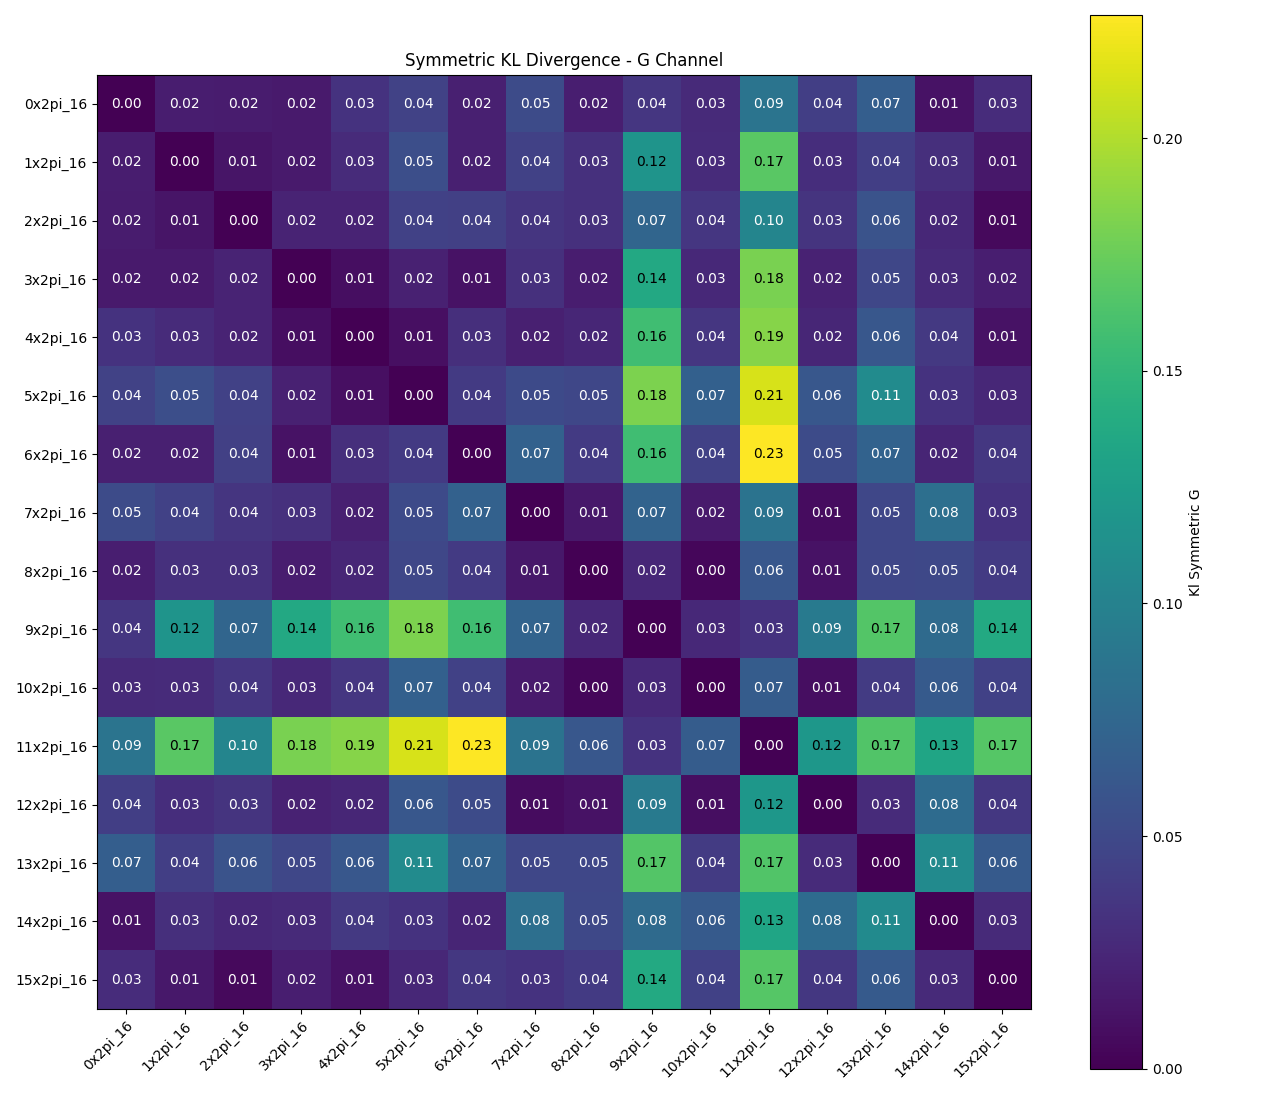 Symmetric KL Divergence - G Channel
0x2pi_16 0.00 0.02 0.02 0.02 0.03 0.04 0.02 0.05 0.02 0.04 0.03 0.09 0.04 0.07 0.01 0.03
1x2pi_16 0.02 0.00 0.01 0.02 0.03 0.05 0.02 0.04 0.03 0.12 0.03 0.17 0.03 0.04 0.03 0.01
2x2pi_16 0.02 0.01 0.00 0.02 0.02 0.04 0.04 0.04 0.03 0.07 0.04 0.10 0.03 0.06 0.02 0.01
3x2pi_16 0.02 0.02 0.02 0.00 0.01 0.02 0.01 0.03 0.02 0.14 0.03 0.18 0.02 0.05 0.03 0.02
4x2pi_16 0.03 0.03 0.02 0.01 0.00 0.01 0.03 0.02 0.02 0.16 0.04 0.19 0.02 0.06 0.04 0.01
5x2pi_16 0.04 0.05 0.04 0.02 0.01 0.00 0.04 0.05 0.05 0.18 0.07 0.21 0.06 0.11 0.03 0.03
6x2pi_16 0.02 0.02 0.04 0.01 0.03 0.04 0.00 0.07 0.04 0.16 0.04 0.23 0.05 0.07 0.02 0.04
7x2pi_16 0.05 0.04 0.04 0.03 0.02 0.05 0.07 0.00 0.01 0.07 0.02 0.09 0.01 0.05 0.08 0.03
8x2pi_16 0.02 0.03 0.03 0.02 0.02 0.05 0.04 0.01 0.00 0.02 0.00 0.06 0.01 0.05 0.05 0.04
9x2pi_16 0.04 0.12 0.07 0.14 0.16 0.18 0.16 0.07 0.02 0.00 0.03 0.03 0.09 0.17 0.08 0.14
10x2pi_16 0.03 0.03 0.04 0.03 0.04 0.07 0.04 0.02 0.00 0.03 0.00 0.07 0.01 0.04 0.06 0.04
11x2pi_16 0.09 0.17 0.10 0.18 0.19 0.21 0.23 0.09 0.06 0.03 0.07 0.00 0.12 0.17 0.13 0.17
12x2pi_16 0.04 0.03 0.03 0.02 0.02 0.06 0.05 0.01 0.01 0.09 0.01 0.12 0.00 0.03 0.08 0.04
13x2pi_16 0.07 0.04 0.06 0.05 0.06 0.11 0.07 0.05 0.05 0.17 0.04 0.17 0.03 0.00 0.11 0.06
14x2pi_16 0.01 0.03 0.02 0.03 0.04 0.03 0.02 0.08 0.05 0.08 0.06 0.13 0.08 0.11 0.00 0.03
15x2pi_16 0.03 0.01 0.01 0.02 0.01 0.03 0.04 0.03 0.04 0.14 0.04 0.17 0.04 0.06 0.03 0.00
0x2pi_16 1x2pi_16 2x2pi_16 3x2pi_16 4x2pi_16 5x2pi_16 6x2pi_16 7x2pi_16 8x2pi_16 9x2pi_16 10x2pi_16 11x2pi_16 12x2pi_16 13x2pi_16 14x2pi_16 15x2pi_16
0.20
0.15
0.10
0.05
0.00
Kl Symmetric G